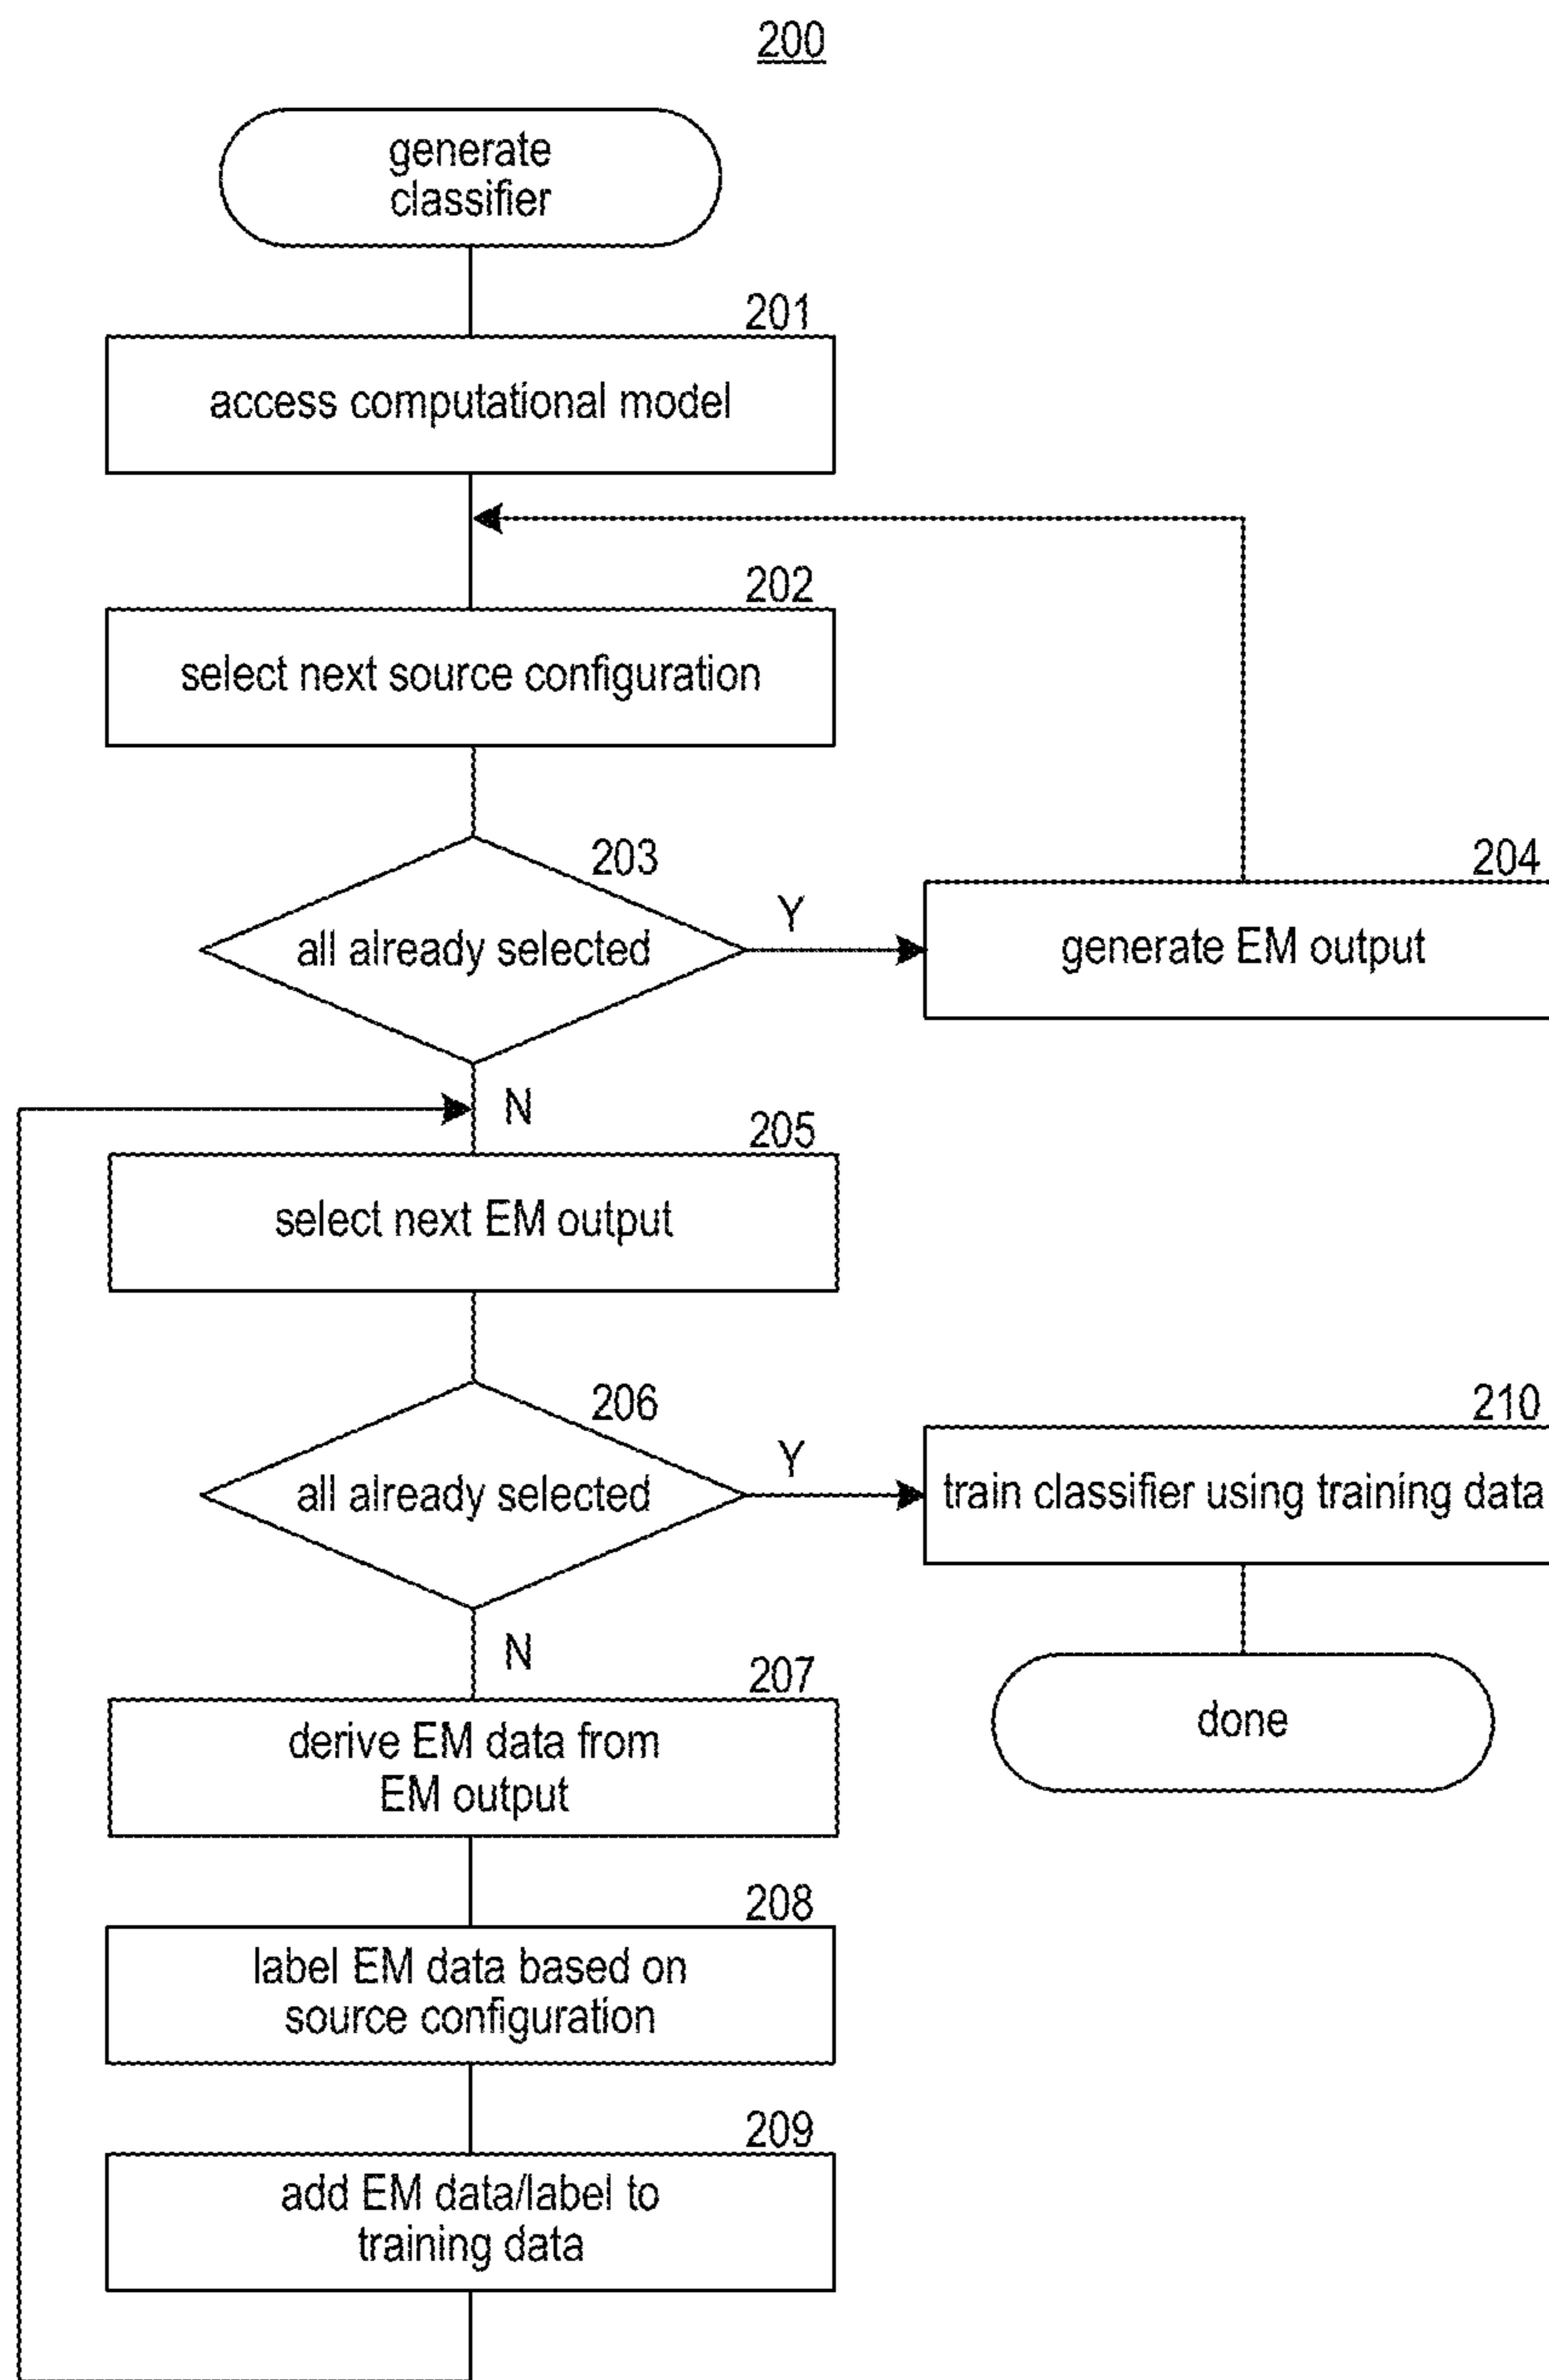 200
generate
classifier
201
access computational model
202
select next source configuration
203
all already selected
Y
204
generate EM output
N
205
select next EM output
206
all already selected
Y
210
train classifier using training data
N
207
derive EM data from
EM output
done
208
label EM data based on
source configuration
209
add EM data/label to
training data